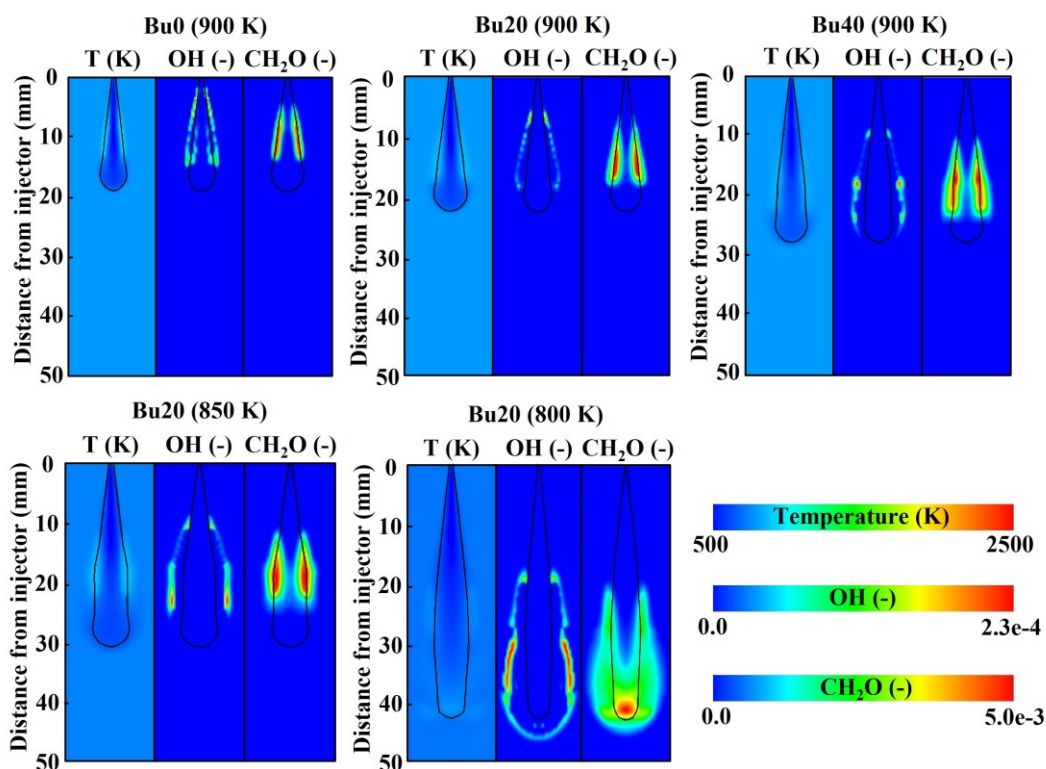 Bu0 (900 K)
T (K) OH (-) CH₂O (-)
Distance from injector (mm)
0
10
20
30
40
50
Bu20 (900 K)
T (K) OH (-) CH₂O (-)
Distance from injector (mm)
0
10
20
30
40
50
Bu40 (900 K)
T (K) OH (-) CH₂O (-)
Distance from injector (mm)
0
10
20
30
40
50
Bu20 (850 K)
T (K) OH (-) CH₂O (-)
Distance from injector (mm)
0
10
20
30
40
50
Bu20 (800 K)
T (K) OH (-) CH₂O (-)
Distance from injector (mm)
0
10
20
30
40
50
Temperature (K)
500 2500
OH (-)
0.0 2.3e-4
CH₂O (-)
0.0 5.0e-3